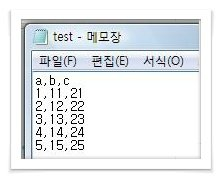 test - 메모장
파일(F) 편집(E) 서식(O)
a,b,c
1,11,21
2,12,22
3,13,23
4,14,24
5,15,25